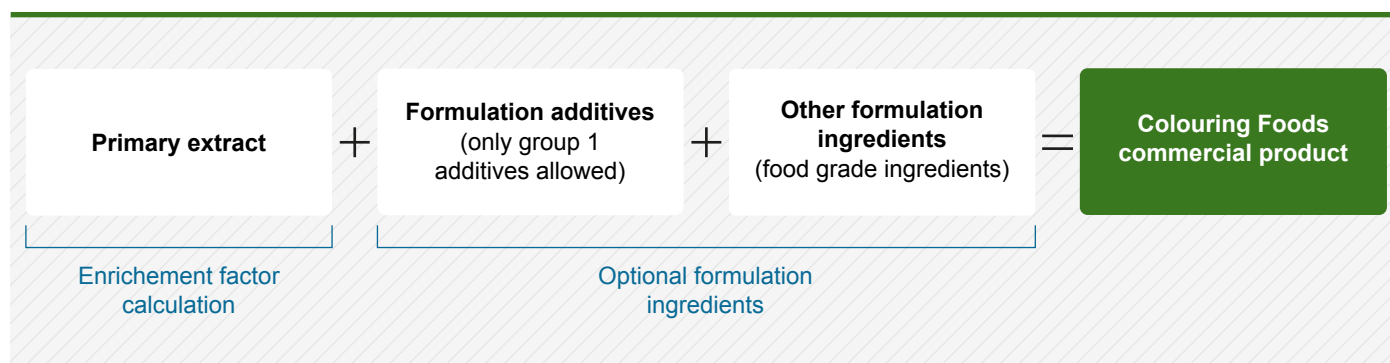 Primary extract
+
Formulation additives
(only group 1
additives allowed)
+
Other formulation
ingredients
(food grade ingredients)
=
Colouring Foods
commercial product
Enrichement factor
calculation
Optional formulation
ingredients